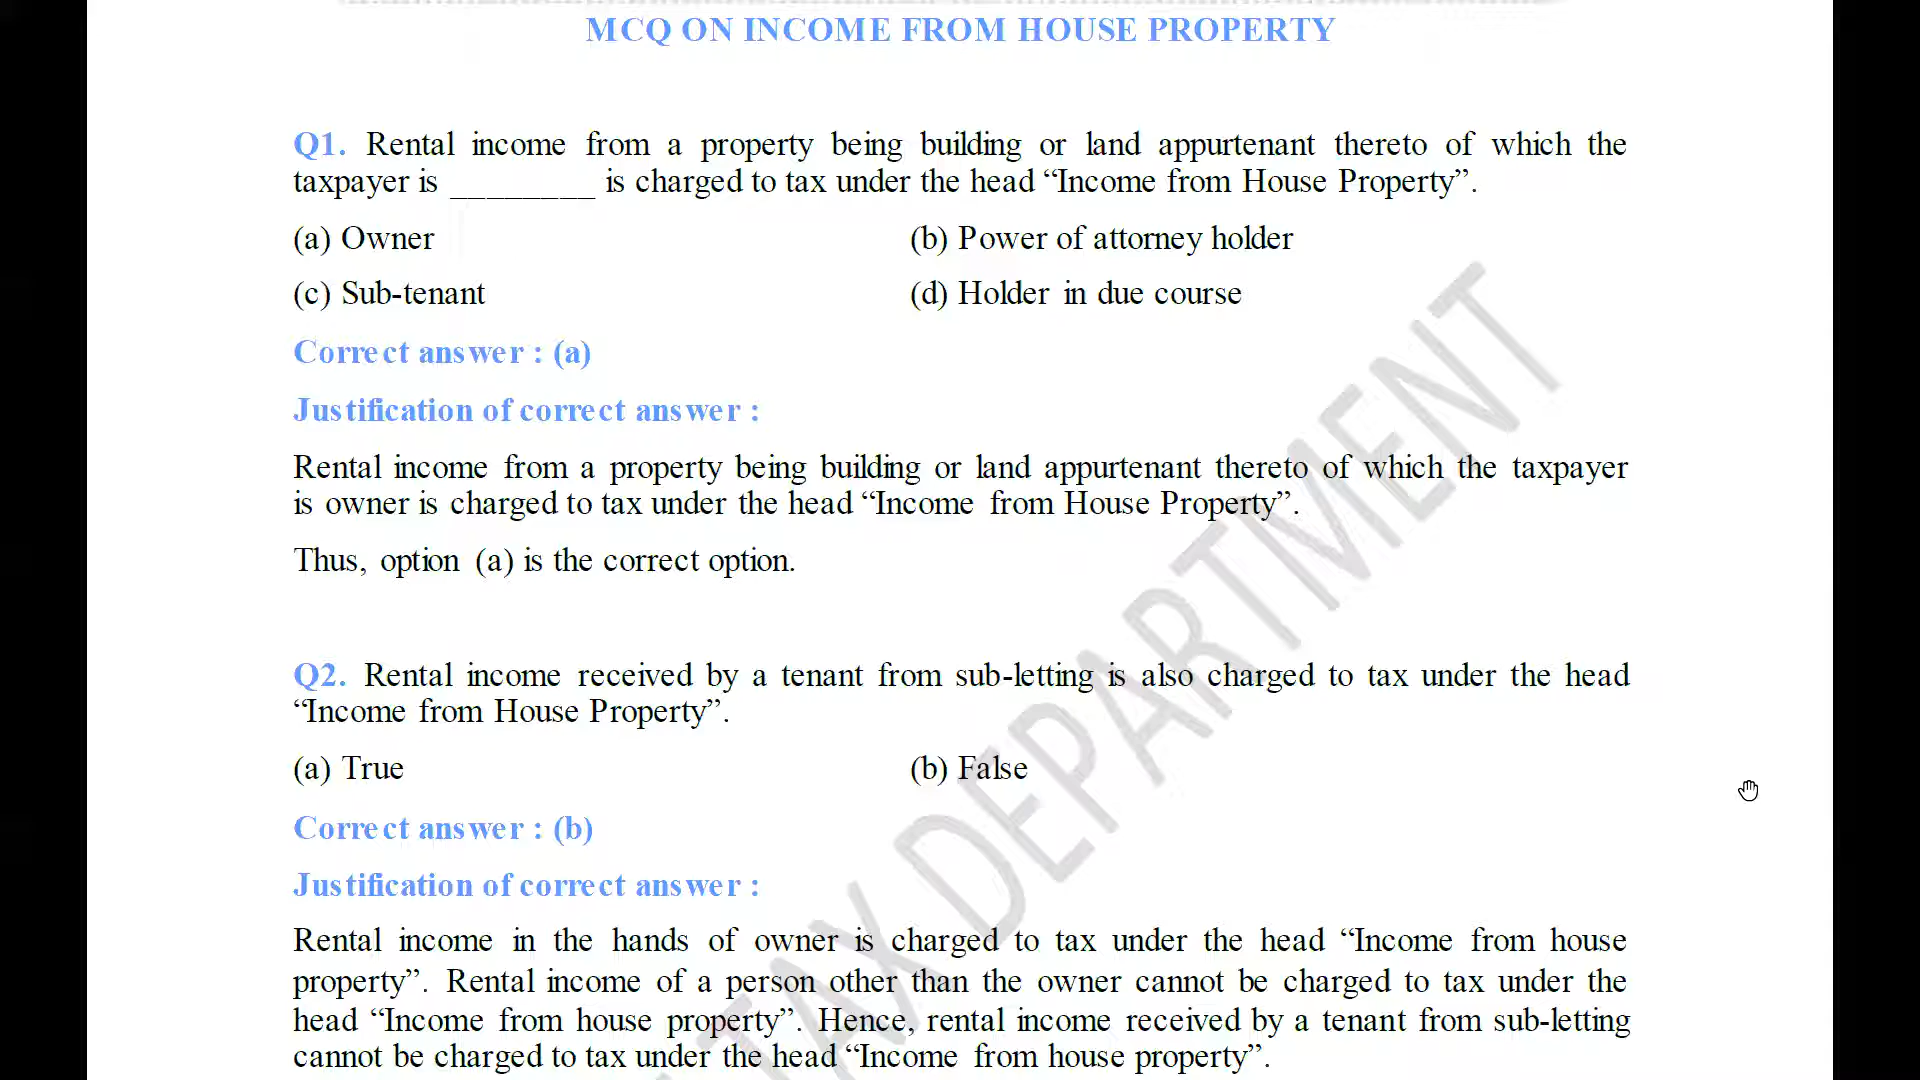 MCQ ON INCOME FROM HOUSE PROPERTY
Q1. Rental income from a property being building or land appurtenant thereto of which the
taxpayer is ________ is charged to tax under the head “Income from House Property”.
(a) Owner (b) Power of attorney holder
(c) Sub-tenant (d) Holder in due course
Correct answer : (a)
Justification of correct answer :
Rental income from a property being building or land appurtenant thereto of which the taxpayer
is owner is charged to tax under the head “Income from House Property”.
Thus, option (a) is the correct option.
Q2. Rental income received by a tenant from sub-letting is also charged to tax under the head
“Income from House Property”.
(a) True (b) False
Correct answer : (b)
Justification of correct answer :
Rental income in the hands of owner is charged to tax under the head “Income from house
property”. Rental income of a person other than the owner cannot be charged to tax under the
head “Income from house property”. Hence, rental income received by a tenant from sub-letting
cannot be charged to tax under the head “Income from house property”.
TAX DEPARTMENT